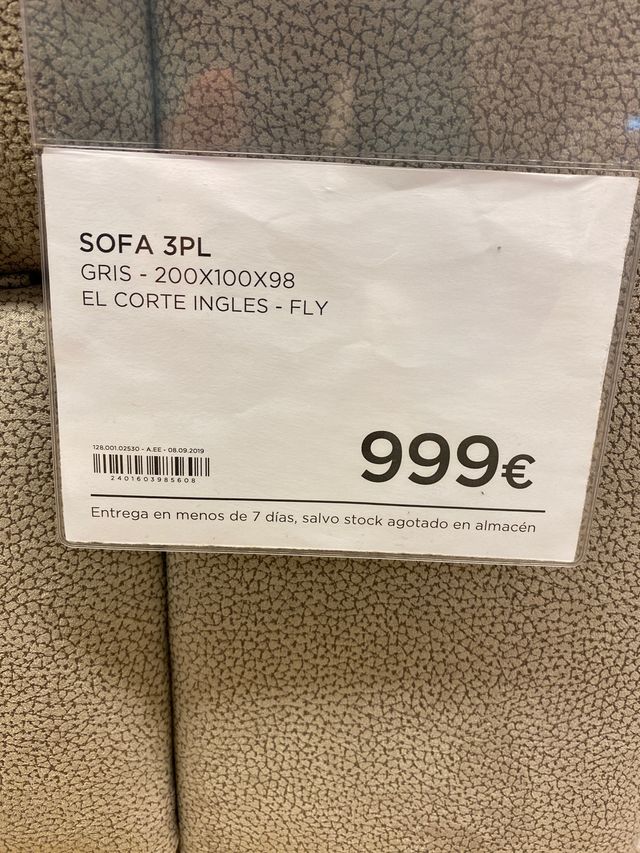 SOFA 3PL
GRIS - 200X100X98
EL CORTE INGLES - FLY
128.001.02530 - A.EE - 08.09.2019
2401603985608
999€
Entrega en menos de 7 días, salvo stock agotado en almacén